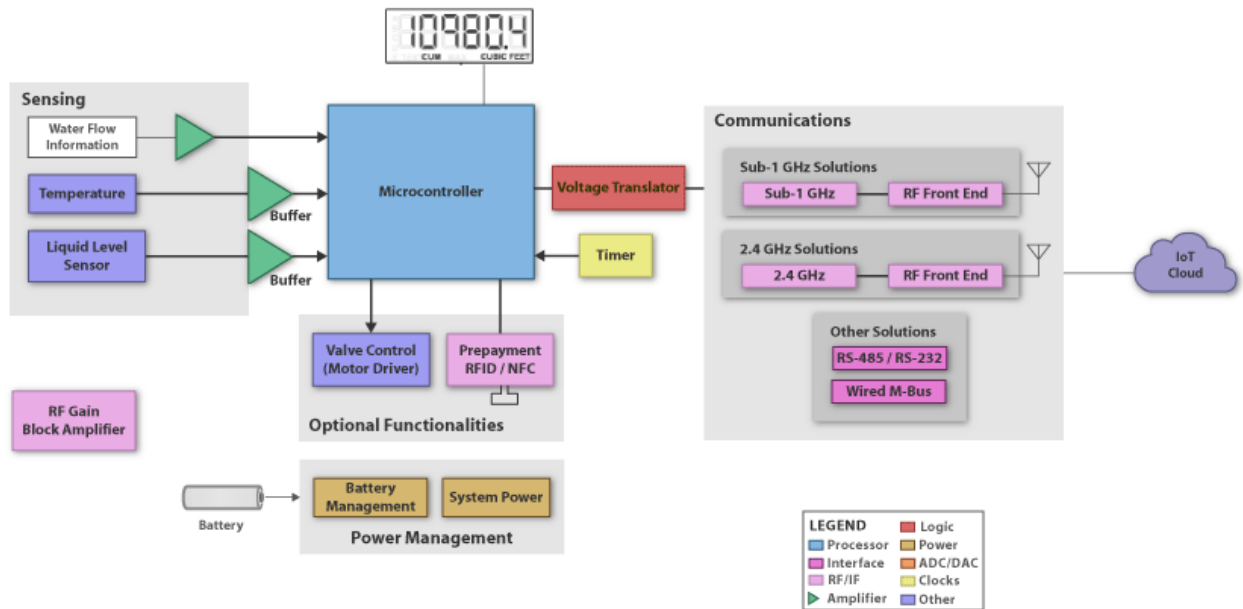 10980.4
CUM
CUBIC FEET
Sensing
Water Flow
Information
Temperature
Buffer
Liquid Level
Sensor
Buffer
Microcontroller
Voltage Translator
Timer
Communications
Sub-1 GHz Solutions
Sub-1 GHz
RF Front End
2.4 GHz Solutions
2.4 GHz
RF Front End
Other Solutions
RS-485 / RS-232
Wired M-Bus
IoT
Cloud
Valve Control
(Motor Driver)
Prepayment
RFID / NFC
Optional Functionalities
RF Gain
Block Amplifier
Battery
Battery
Management
System Power
Power Management
LEGEND
Logic
Processor
Power
Interface
ADC/DAC
RF/IF
Clocks
Amplifier
Other